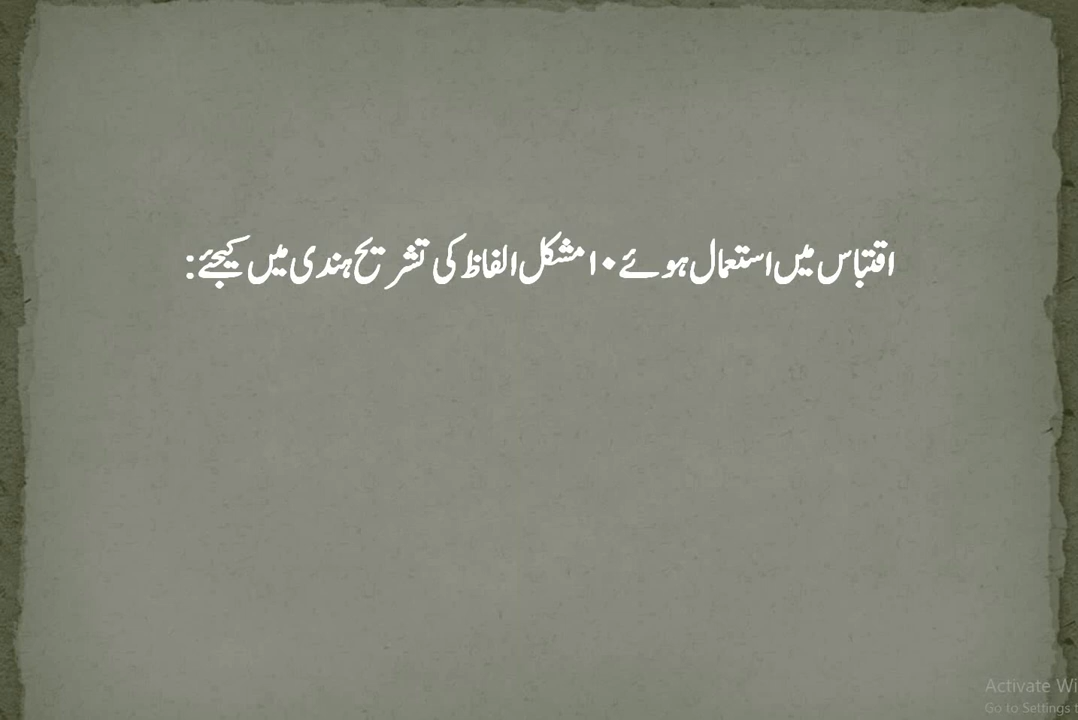 اقتباس میں استعمال ہوئے ۱۰ مشکل الفاظ کی تشریح ہندی میں کیجئے:
Activate Wi
Go to Settings t